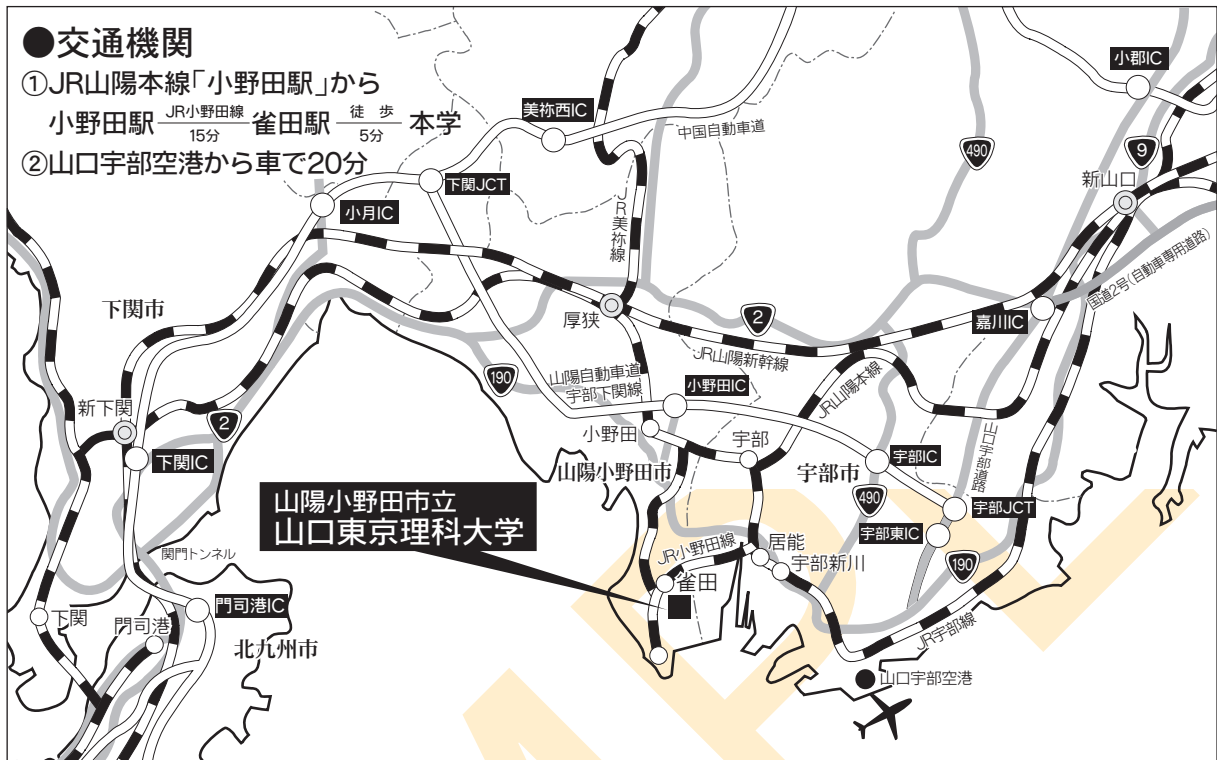 ●交通機関
①JR山陽本線「小野田駅」から
小野田駅 JR小野田線 15分 雀田駅 徒歩 5分 本学
②山口宇部空港から車で20分
小郡IC
美祢西IC
中国自動車道
490
9
新山口
下関JCT
小月IC
JR美祢線
国道2号(自動車専用道路)
下関市
厚狭
2
嘉川IC
JR山陽新幹線
190
山陽自動車道
宇部下関線
小野田IC
JR山陽本線
新下関
2
小野田
宇部
山口宇部道路
下関IC
山陽小野田市
宇部市
宇部IC
490
宇部JCT
山陽小野田市立
山口東京理科大学
宇部東IC
関門トンネル
JR小野田線
居能
宇部新川
190
雀田
下関
門司港
門司港IC
北九州市
JR宇部線
山口宇部空港